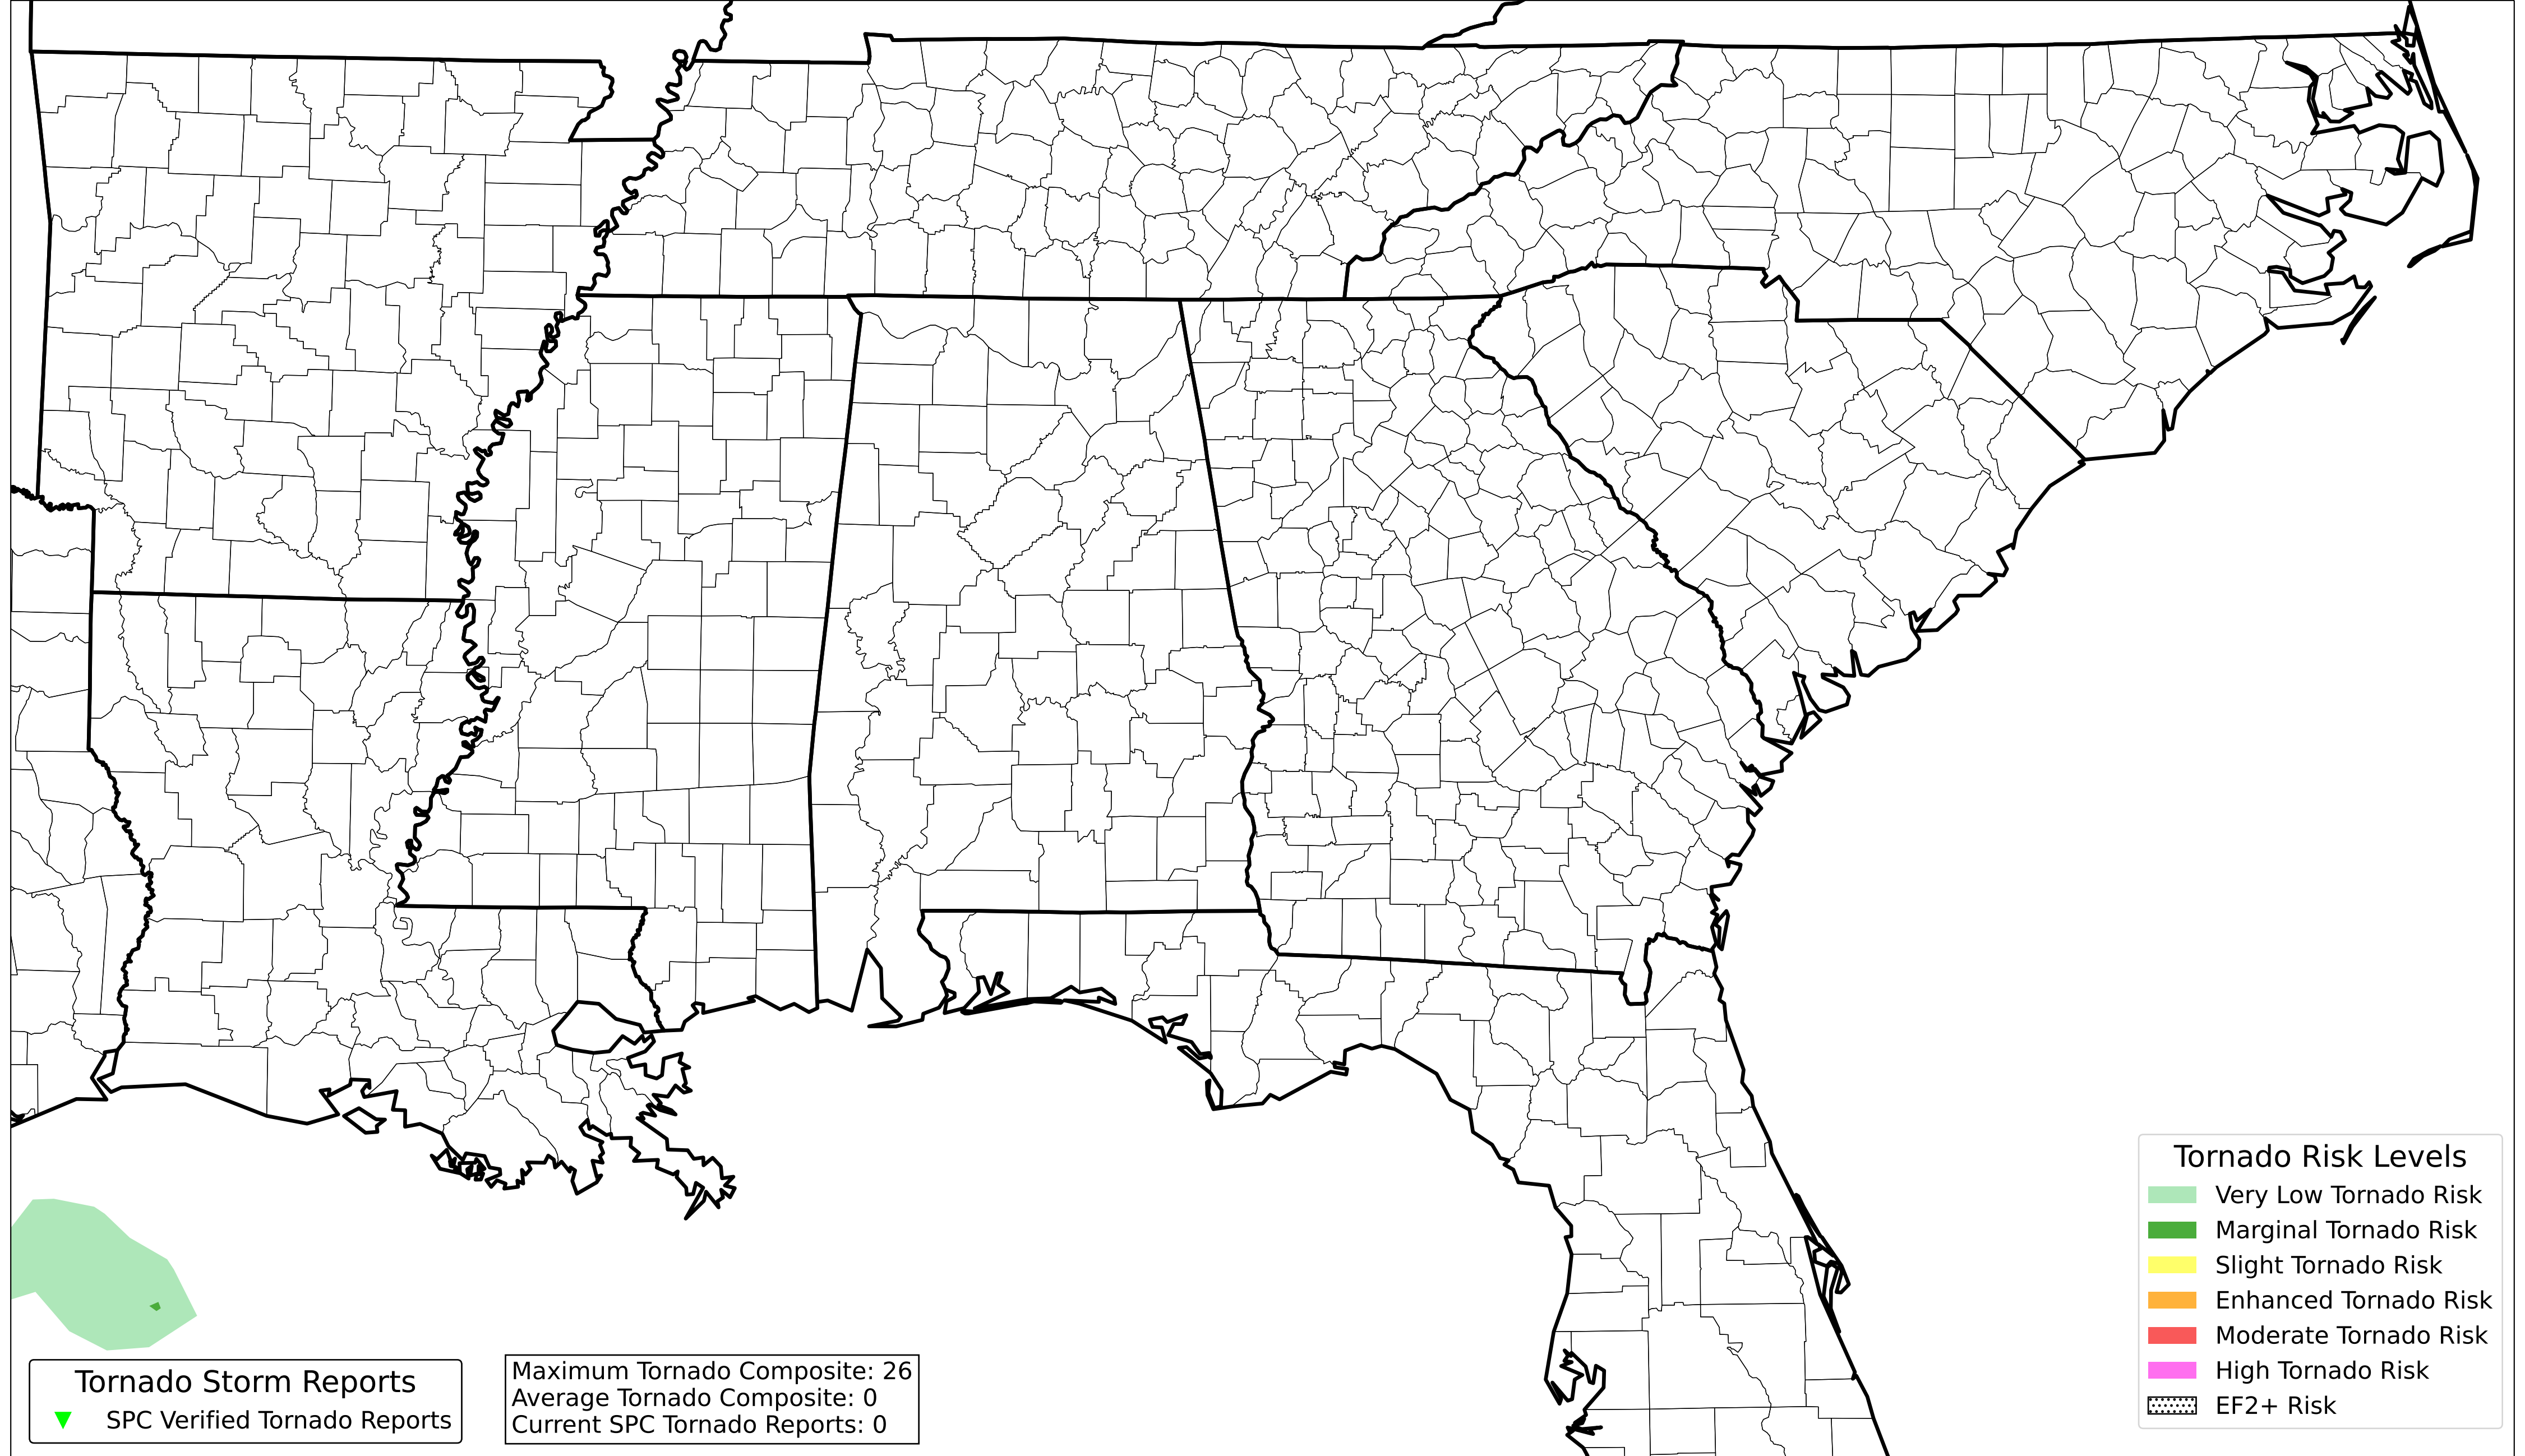 Tornado Risk Levels
Very Low Tornado Risk
Marginal Tornado Risk
Slight Tornado Risk
Enhanced Tornado Risk
Moderate Tornado Risk
High Tornado Risk
EF2+ Risk
Tornado Storm Reports
SPC Verified Tornado Reports
Maximum Tornado Composite: 26
Average Tornado Composite: 0
Current SPC Tornado Reports: 0